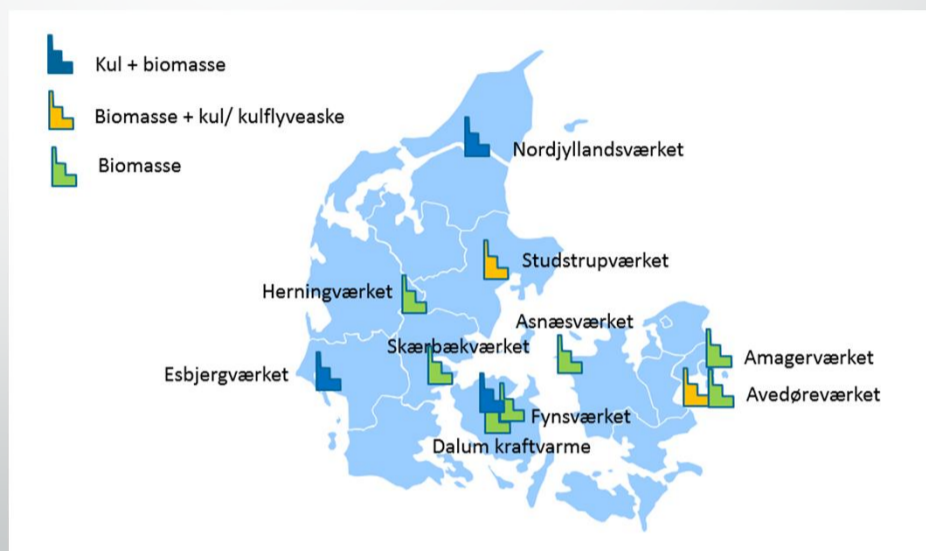 Kul + biomasse
Biomasse + kul/ kulflyveaske
Biomasse
Nordjyllandsværket
Studstrupværket
Herningværket
Asnæsværket
Skærbækværket
Amagerværket
Esbjergværket
Avedøreværket
Fynsværket
Dalum kraftvarme